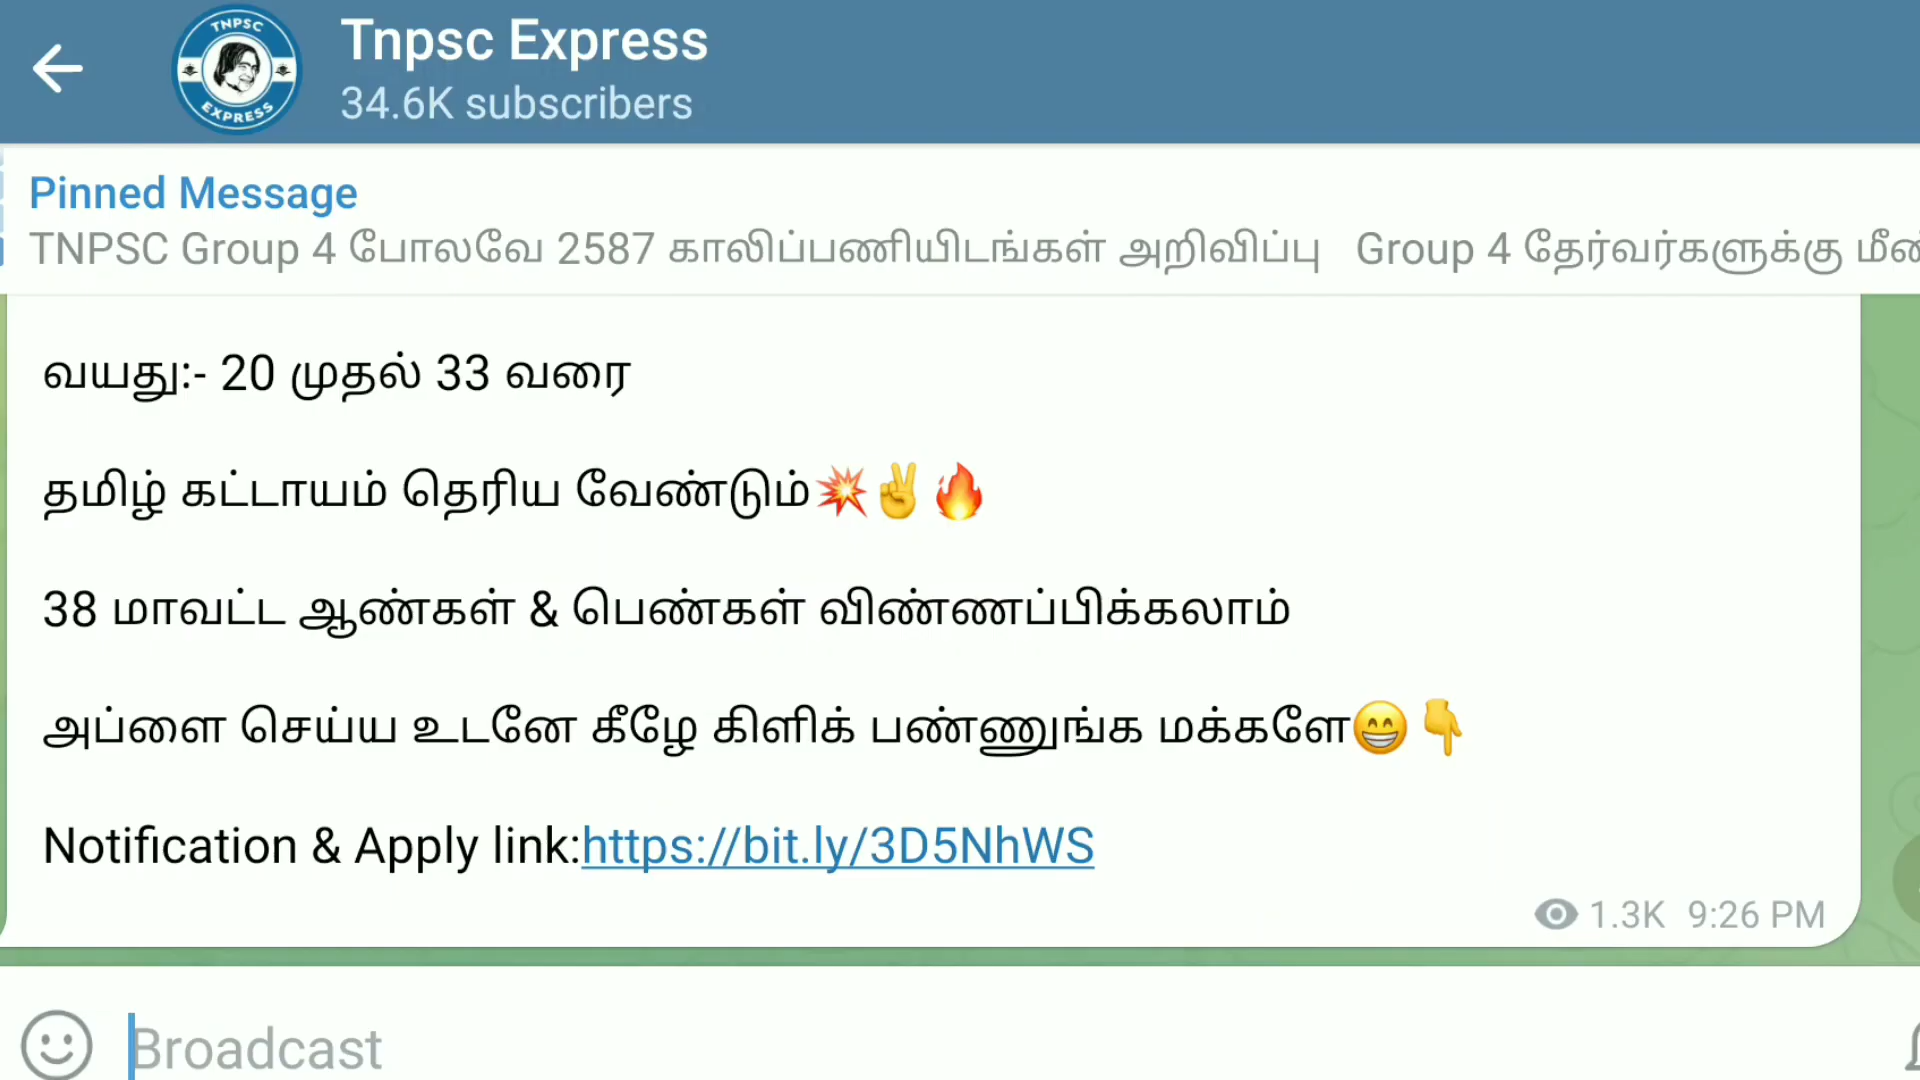 TNPSC
EXPRESS
Tnpsc Express
34.6K subscribers
Pinned Message
TNPSC Group 4 போலவே 2587 காலிப்பணியிடங்கள் அறிவிப்பு Group 4 தேர்வர்களுக்கு
வயது:- 20 முதல் 33 வரை
தமிழ் கட்டாயம் தெரிய வேண்டும்💥✌️🔥
38 மாவட்ட ஆண்கள் & பெண்கள் விண்ணப்பிக்கலாம்
அப்ளை செய்ய உடனே கீழே கிளிக் பண்ணுங்க மக்களே😁👇
Notification & Apply link:https://bit.ly/3D5NhWS
1.3K 9:26 PM
Broadcast